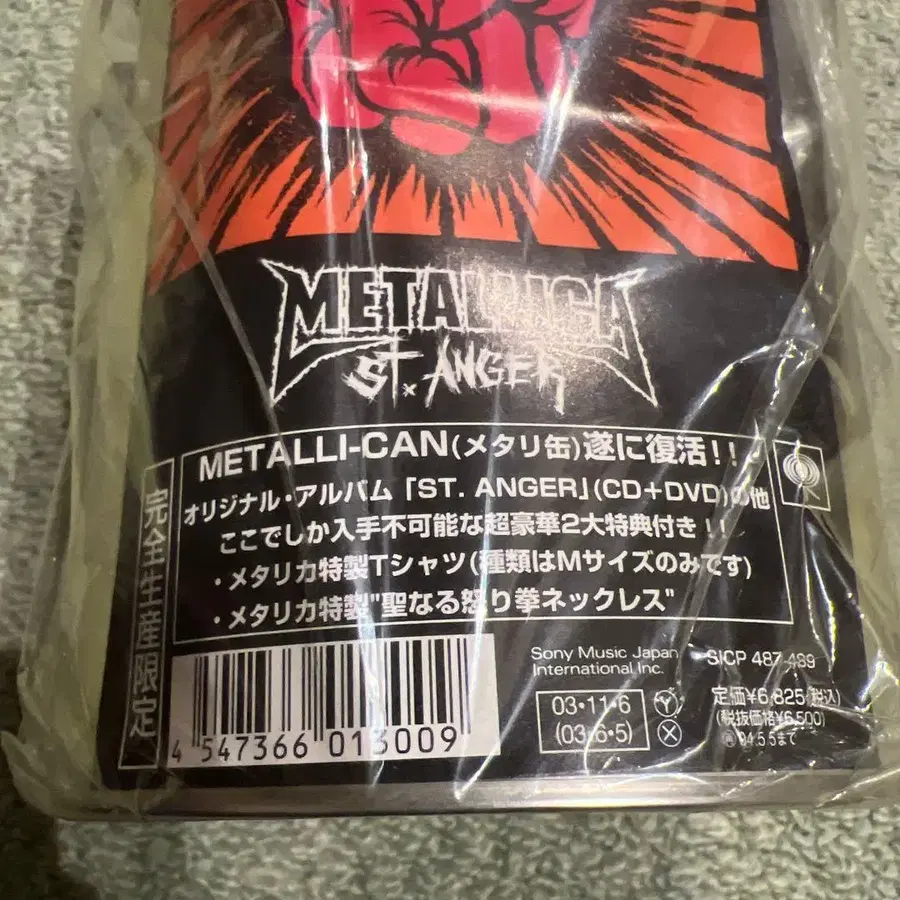 METALLICA
ST. ANGER
METALLI-CAN(メタリ缶)遂に復活!!
オリジナル・アルバム「ST. ANGER」(CD+DVD)の他
ここでしか入手不可能な超豪華2大特典付き!!
・メタリカ特製Tシャツ(種類はMサイズのみです)
・メタリカ特製"聖なる怒り拳ネックレス"
完全生産限定
Sony Music Japan
International Inc.
SICP 487-489
03・11・6
(03・6・5)
Y
X
定価¥6,825(税込)
(税抜価格¥6,500)
04.5.5まで
4 547366 013009